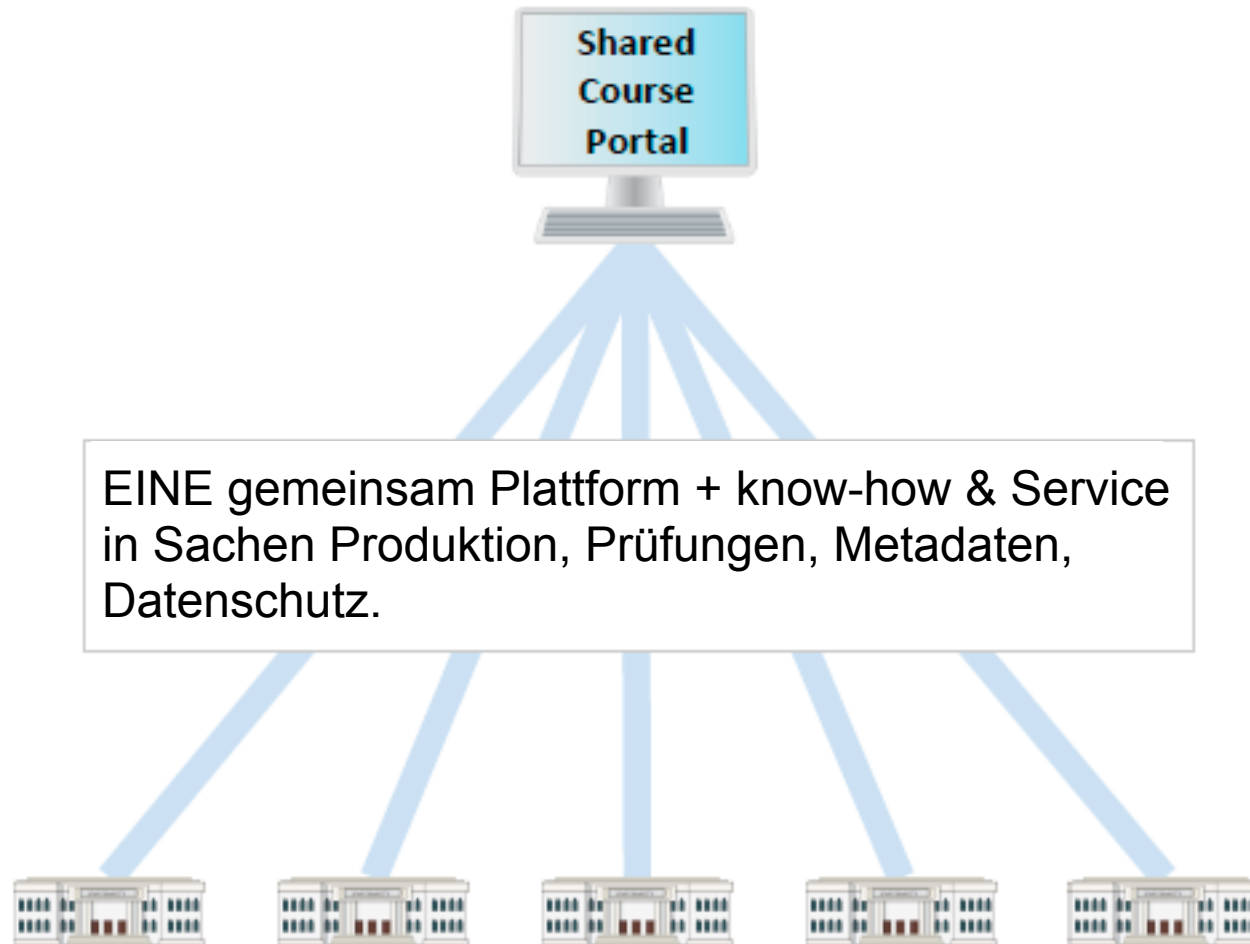 Shared
Course
Portal
EINE gemeinsam Plattform + know-how & Service
in Sachen Produktion, Prüfungen, Metadaten,
Datenschutz.